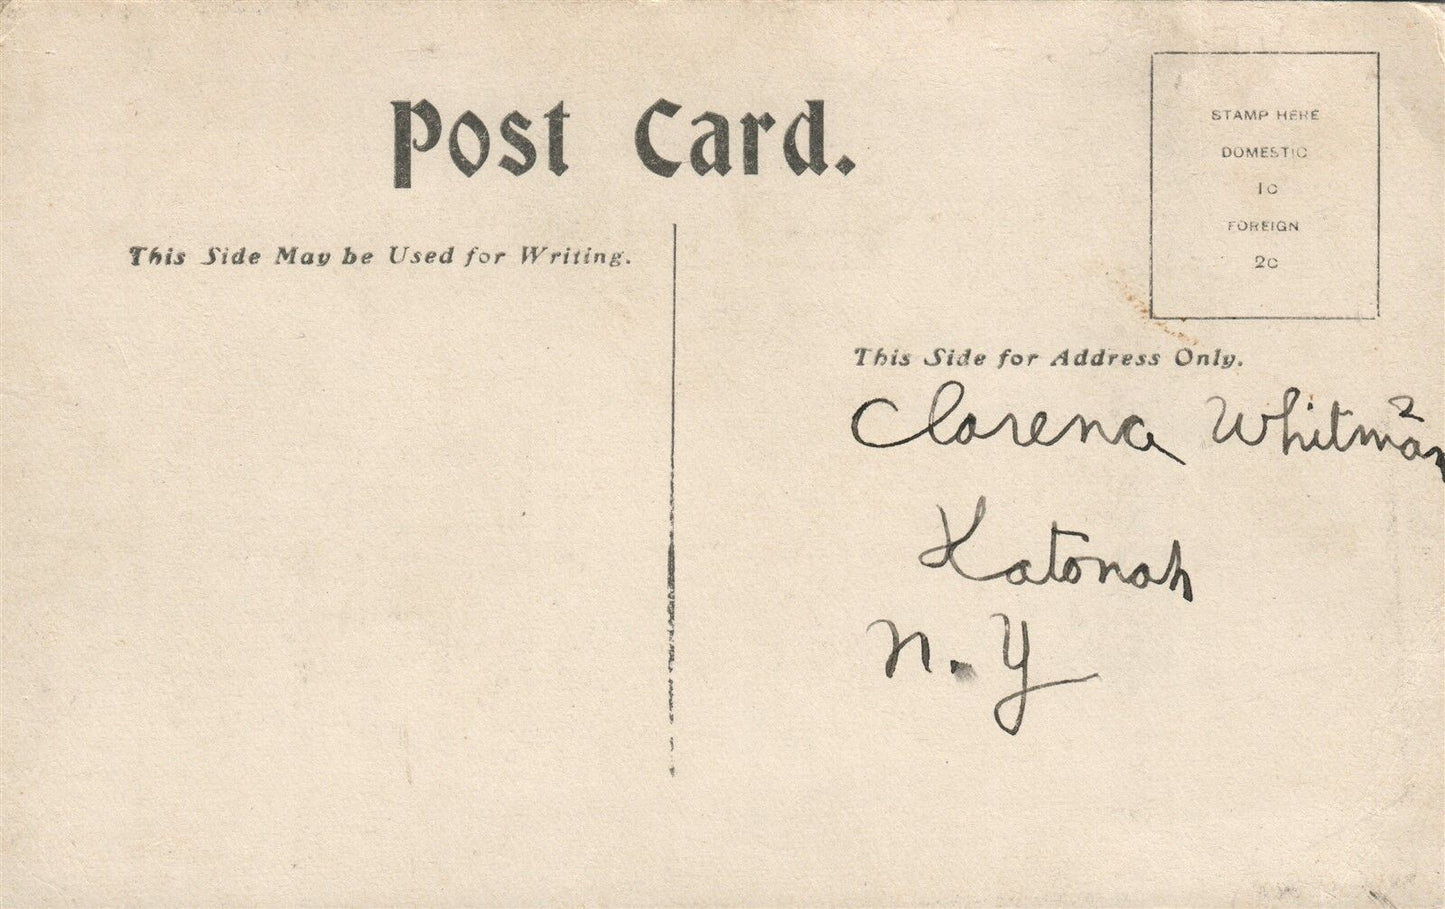 Post Card.
STAMP HERE
DOMESTIC
1c
FOREIGN
2c
This Side May be Used for Writing.
This Side for Address Only.
Clarena Whitman
Katonah
N.Y